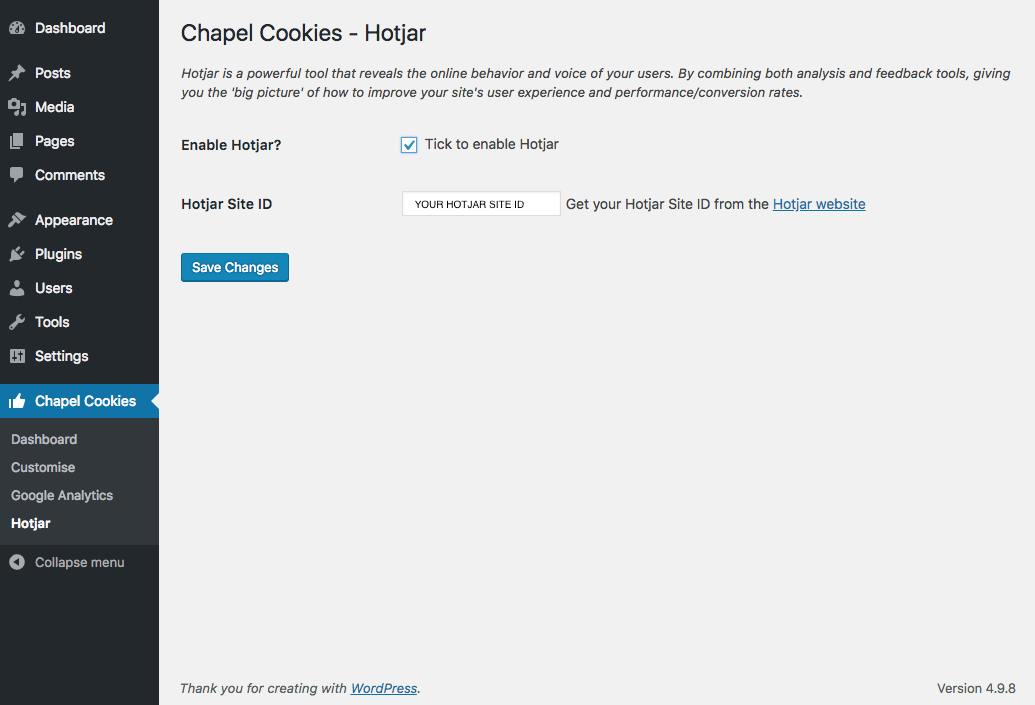 Dashboard
Posts
Media
Pages
Comments
Appearance
Plugins
Users
Tools
Settings
Chapel Cookies
Dashboard
Customise
Google Analytics
Hotjar
Collapse menu
Chapel Cookies - Hotjar
Hotjar is a powerful tool that reveals the online behavior and voice of your users. By combining both analysis and feedback tools, giving
you the 'big picture' of how to improve your site's user experience and performance/conversion rates.
Enable Hotjar? Tick to enable Hotjar
Hotjar Site ID YOUR HOTJAR SITE ID Get your Hotjar Site ID from the Hotjar website
Save Changes
Thank you for creating with WordPress. Version 4.9.8